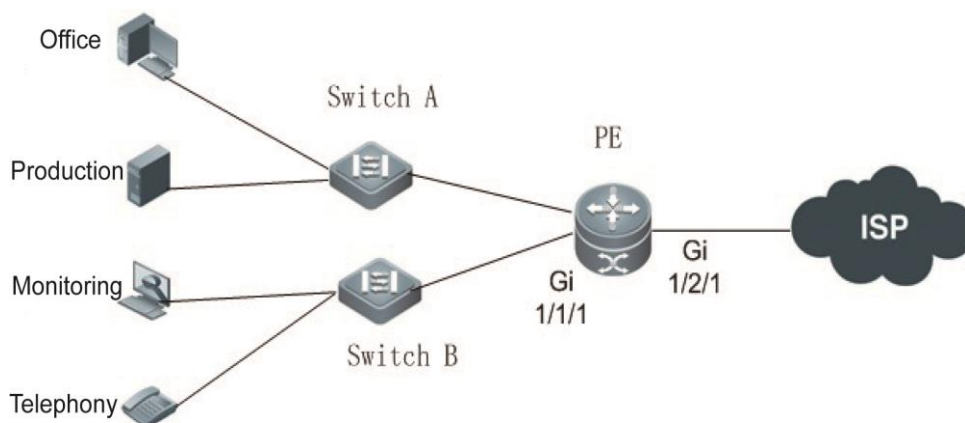 Office
Switch A
PE
Production
ISP
Gi
1/2/1
Gi
1/1/1
Monitoring
Switch B
Telephony